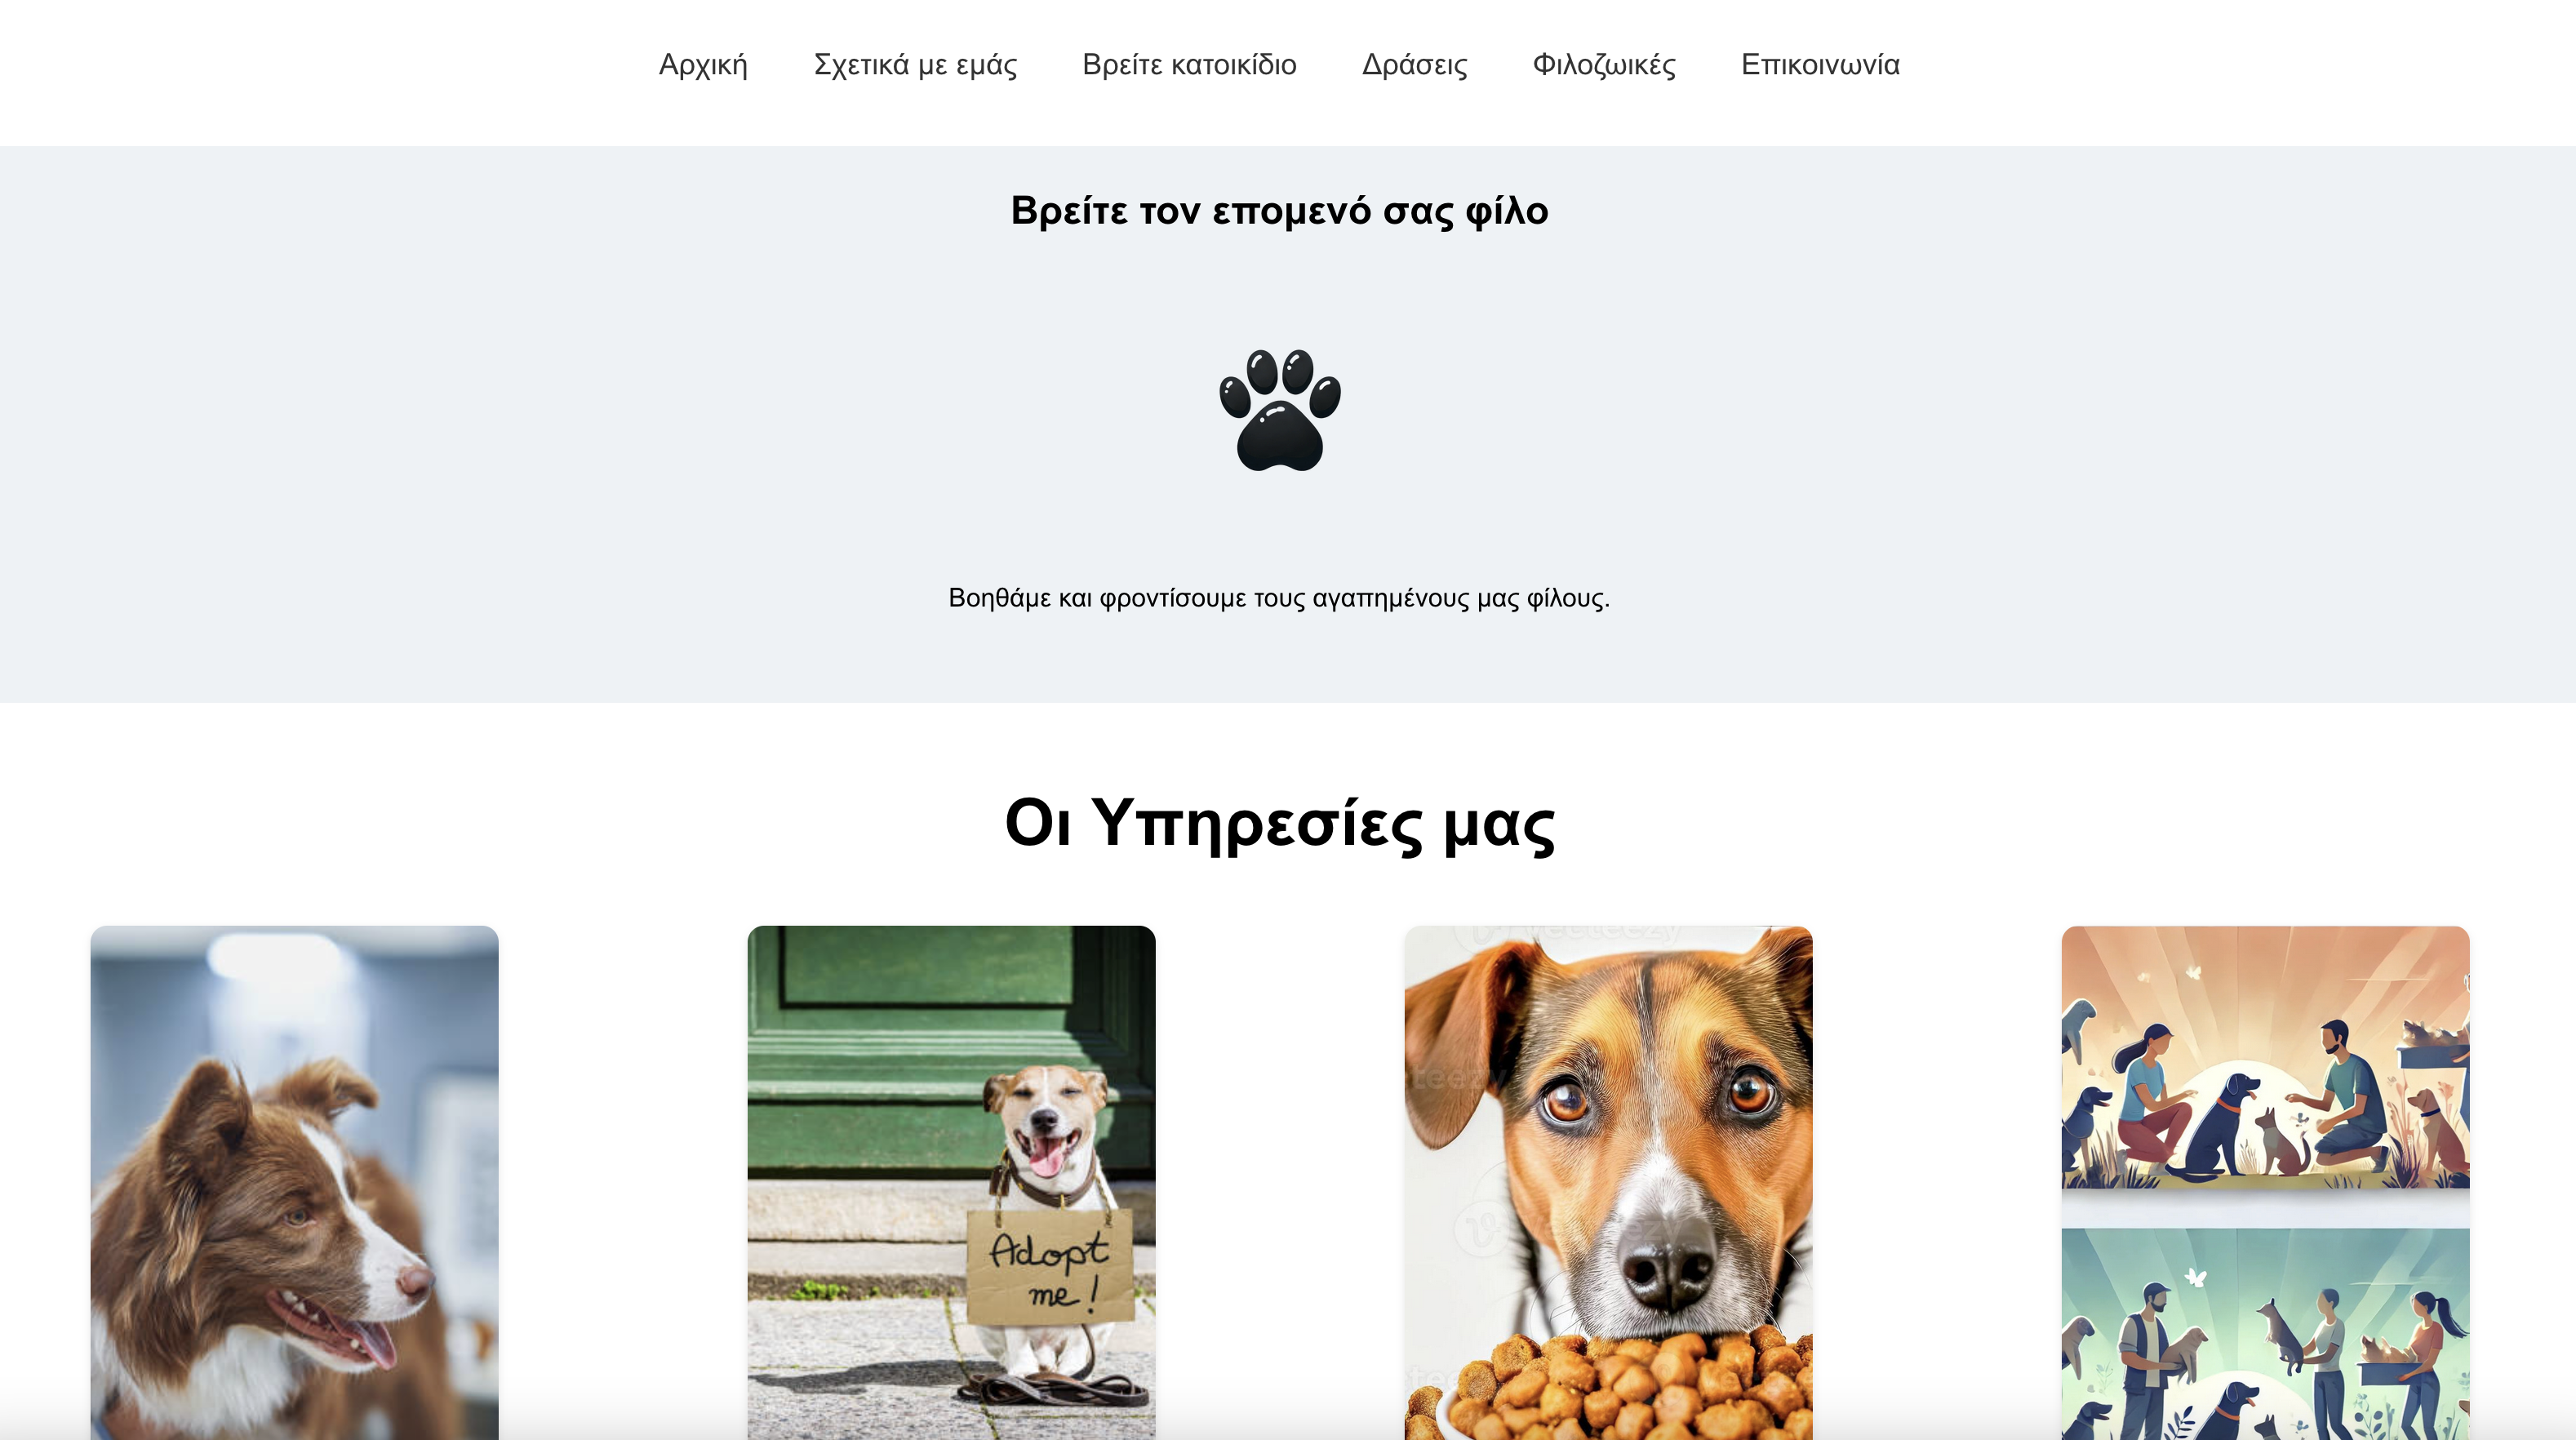 Αρχική Σχετικά με εμάς Βρείτε κατοικίδιο Δράσεις Φιλοζωικές Επικοινωνία
Βρείτε τον επομενό σας φίλο
Βοηθάμε και φροντίσουμε τους αγαπημένους μας φίλους.
Οι Υπηρεσίες μας
vecteezy
Adopt
me!